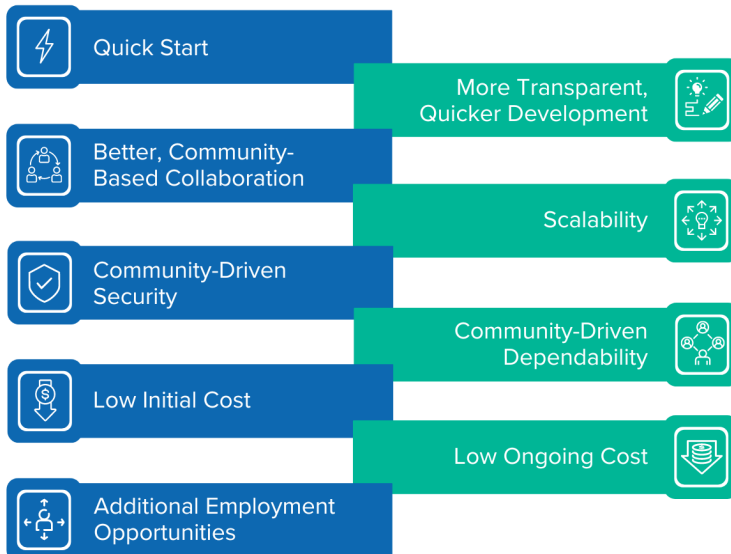 Quick Start
More Transparent,
Quicker Development
Better, Community-
Based Collaboration
Scalability
Community-Driven
Security
Community-Driven
Dependability
Low Initial Cost
Low Ongoing Cost
Additional Employment
Opportunities